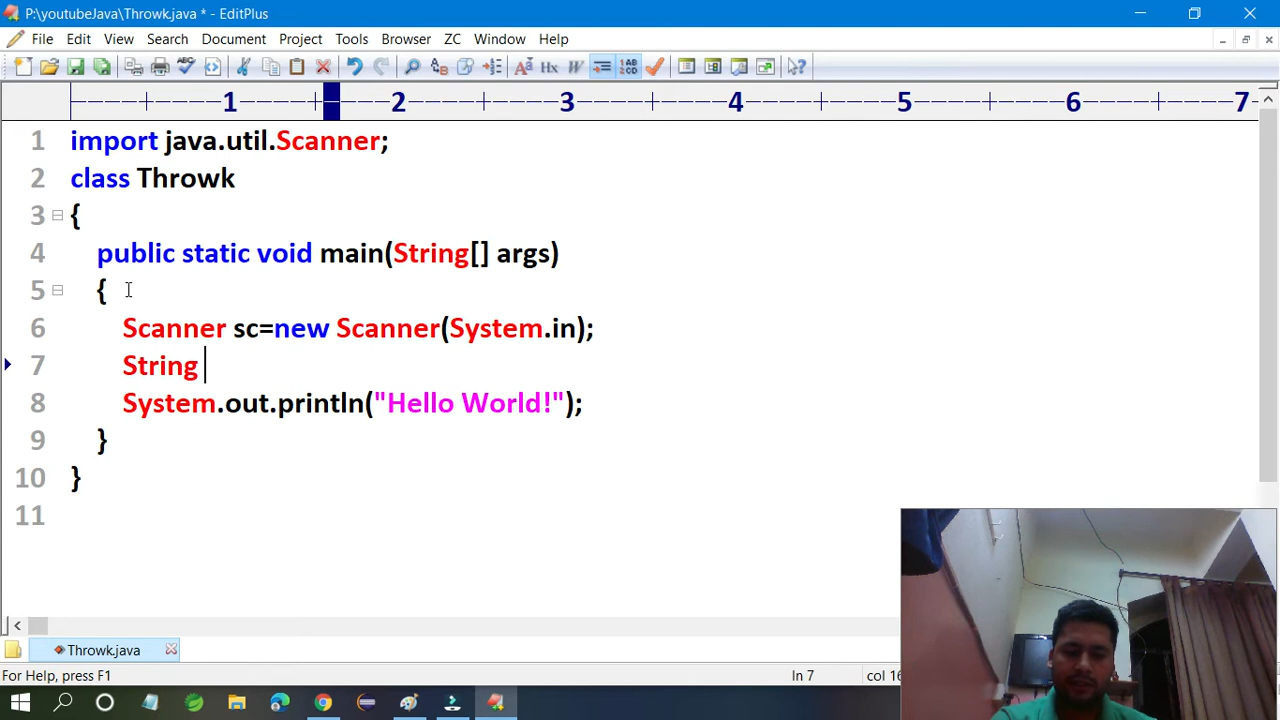 P:\youtubeJava\Throwk.java * - EditPlus
File Edit View Search Document Project Tools Browser ZC Window Help
1 2 3 4 5 6 7
1 import java.util.Scanner;
2 class Throwk
3 {
4 public static void main(String[] args)
5 {
6 Scanner sc=new Scanner(System.in);
7 String
8 System.out.println("Hello World!");
9 }
10 }
11
Throwk.java
For Help, press F1 ln 7 col 16